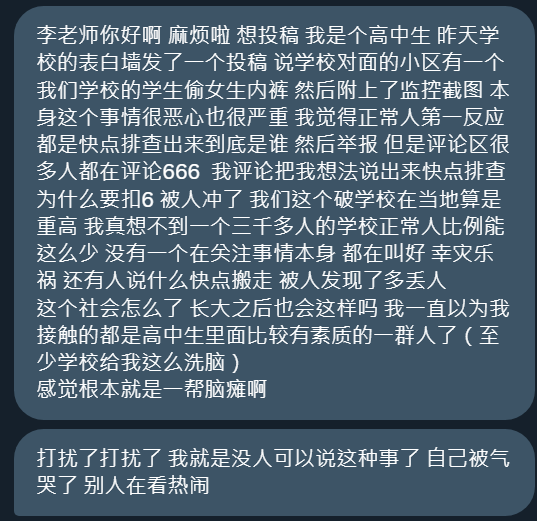 李老师你好啊 麻烦啦 想投稿 我是个高中生 昨天学
校的表白墙发了一个投稿 说学校对面的小区有一个
我们学校的学生偷女生内裤 然后附上了监控截图 本
身这个事情很恶心也很严重 我觉得正常人第一反应
都是快点排查出来到底是谁 然后举报 但是评论区很
多人都在评论666  我评论把我想法说出来快点排查
为什么要扣6 被人冲了 我们这个破学校在当地算是
重高 我真想不到一个三千多人的学校正常人比例能
这么少 没有一个在关注事情本身 都在叫好 幸灾乐
祸 还有人说什么快点搬走 被人发现了多丢人
这个社会怎么了 长大之后也会这样吗 我一直以为我
接触的都是高中生里面比较有素质的一群人了（至
少学校给我这么洗脑）
感觉根本就是一帮脑瘫啊
打扰了打扰了 我就是没人可以说这种事了 自己被气
哭了 别人在看热闹